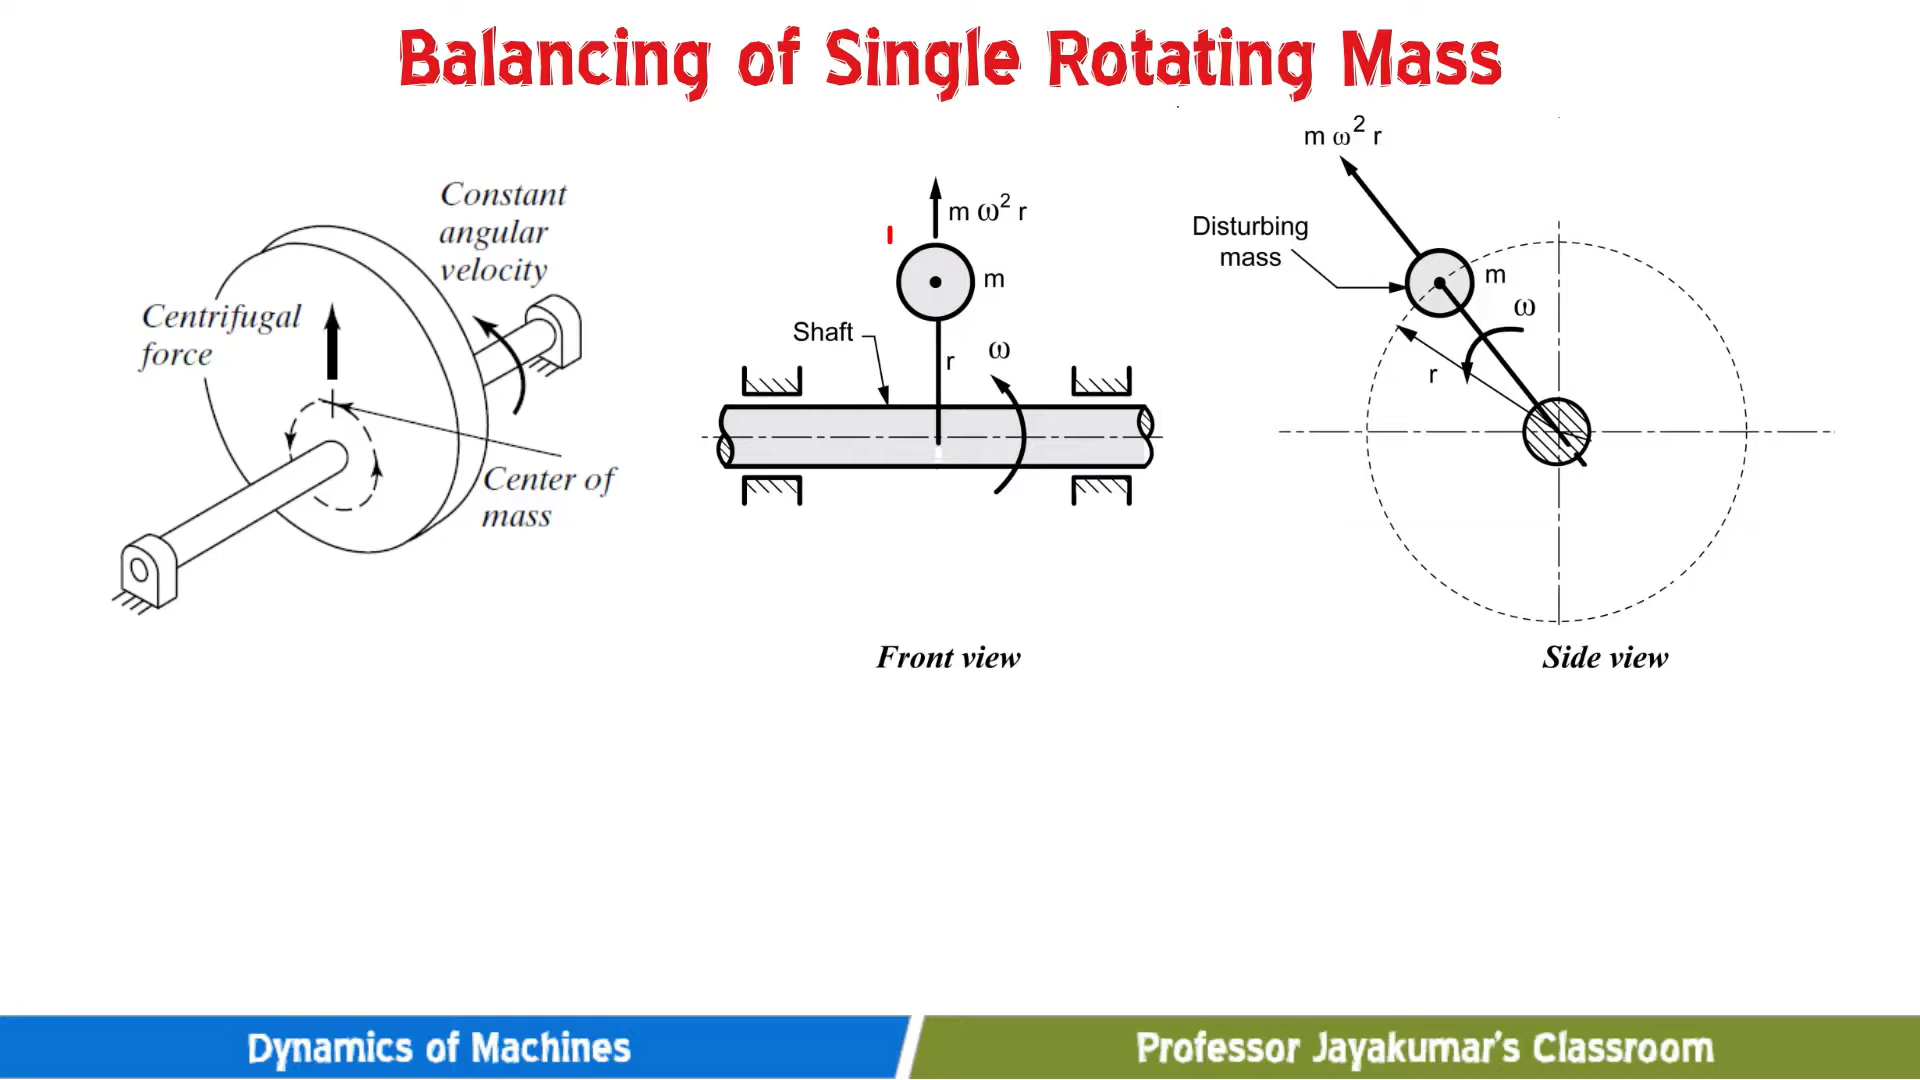 Balancing of Single Rotating Mass
Constant
angular
velocity
Centrifugal
force
Center of
mass
m ω² r
m
Shaft
r
ω
Front view
m ω² r
Disturbing
mass
m
ω
r
Side view
Dynamics of Machines
Professor Jayakumar's Classroom